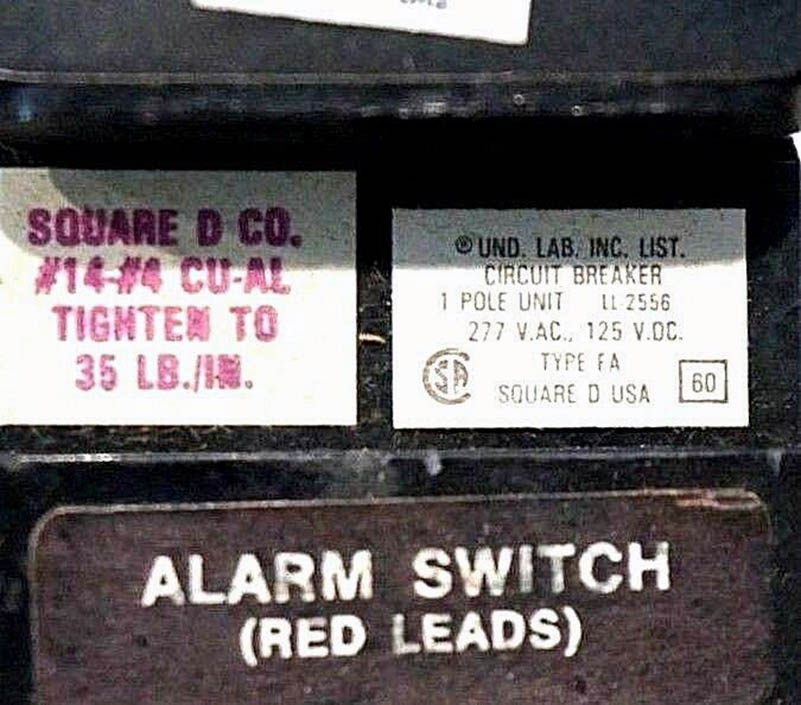 SQUARE D CO.
#14-#4 CU-AL
TIGHTEN TO
35 LB./IN.
® UND. LAB. INC. LIST.
CIRCUIT BREAKER
1 POLE UNIT LL-2556
277 V.AC., 125 V.DC.
TYPE FA
SA
SQUARE D USA
60
ALARM SWITCH
(RED LEADS)